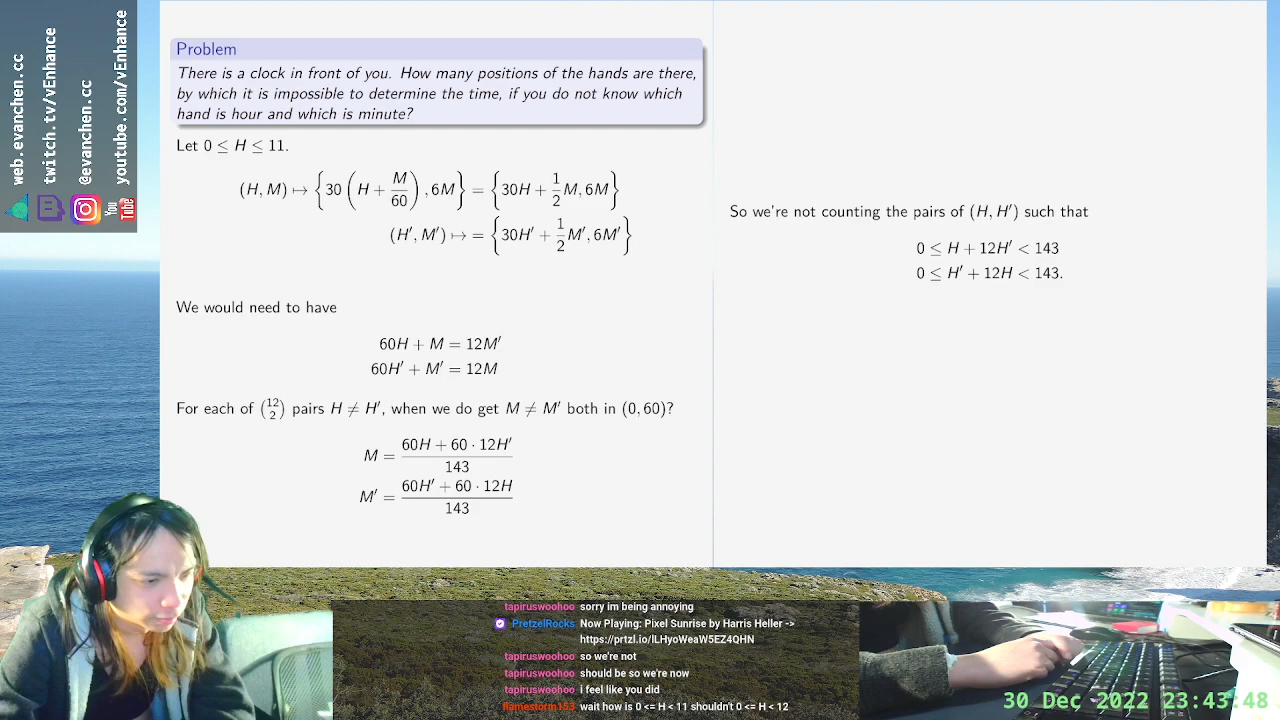 web.evanchen.cc
twitch.tv/vEnhance
@evanchen.cc
youtube.com/vEnhance
You
Tube
Problem
There is a clock in front of you. How many positions of the hands are there,
by which it is impossible to determine the time, if you do not know which
hand is hour and which is minute?
Let 0 ≤ H ≤ 11.
(H, M) ↦ {30 (H + M/60), 6M} = {30H + 1/2 M, 6M}
(H′, M′) ↦ = {30H′ + 1/2 M′, 6M′}
We would need to have
60H + M = 12M′
60H′ + M′ = 12M
For each of (12 2) pairs H ≠ H′, when we do get M ≠ M′ both in (0, 60)?
M = 60H + 60 · 12H′ / 143
M′ = 60H′ + 60 · 12H / 143
So we're not counting the pairs of (H, H′) such that
0 ≤ H + 12H′ < 143
0 ≤ H′ + 12H < 143.
tapiruswoohoo sorry im being annoying
PretzelRocks Now Playing: Pixel Sunrise by Harris Heller ->
https://prtzl.io/lLHyoWeaW5EZ4QHN
tapiruswoohoo so we're not
tapiruswoohoo should be so we're now
tapiruswoohoo i feel like you did
flamestorm153 wait how is 0 <= H < 11 shouldn't 0 <= H < 12
30 Dec 2022 23:43:48